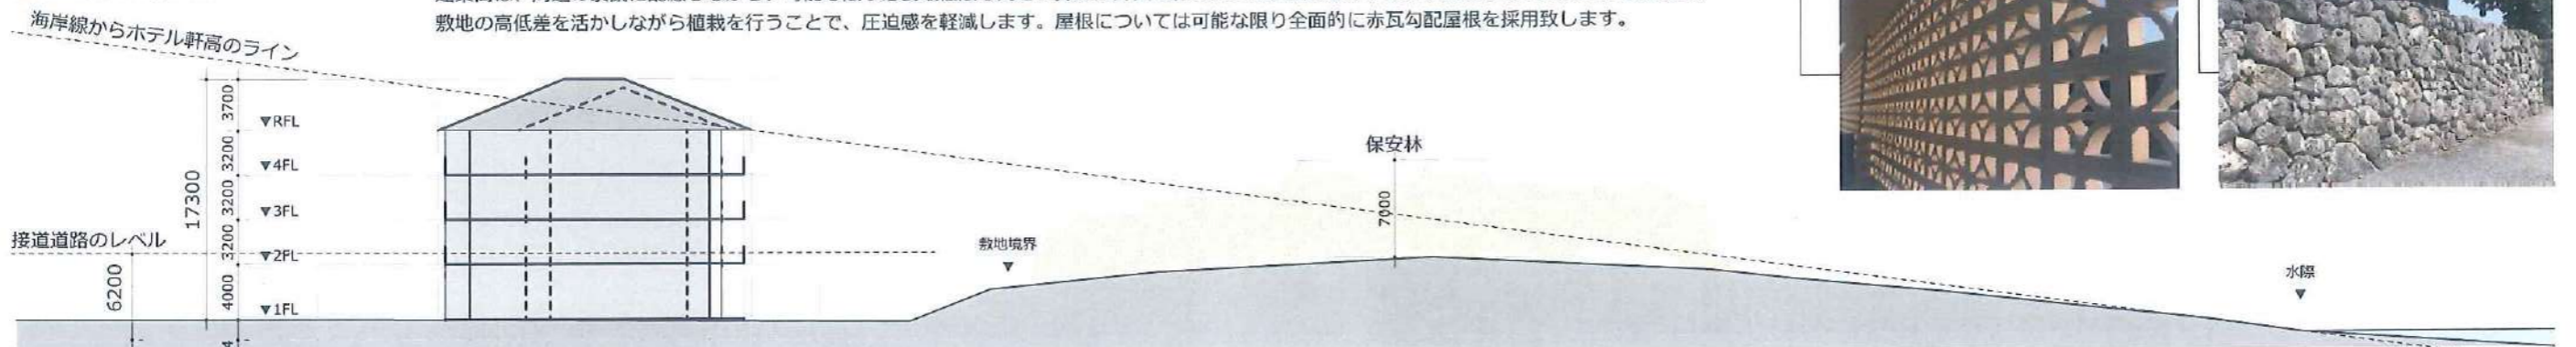 敷地の高低差を活かしながら植栽を行うことで、圧迫感を軽減します。屋根については可能な限り全面的に赤瓦勾配屋根を採用致します。
海岸線からホテル軒高のライン
3700
▼RFL
3200
▼4FL
17300
3200
▼3FL
接道道路のレベル
3200
▼2FL
6200
4000
▼1FL
保安林
7000
敷地境界
▼
水際
▼